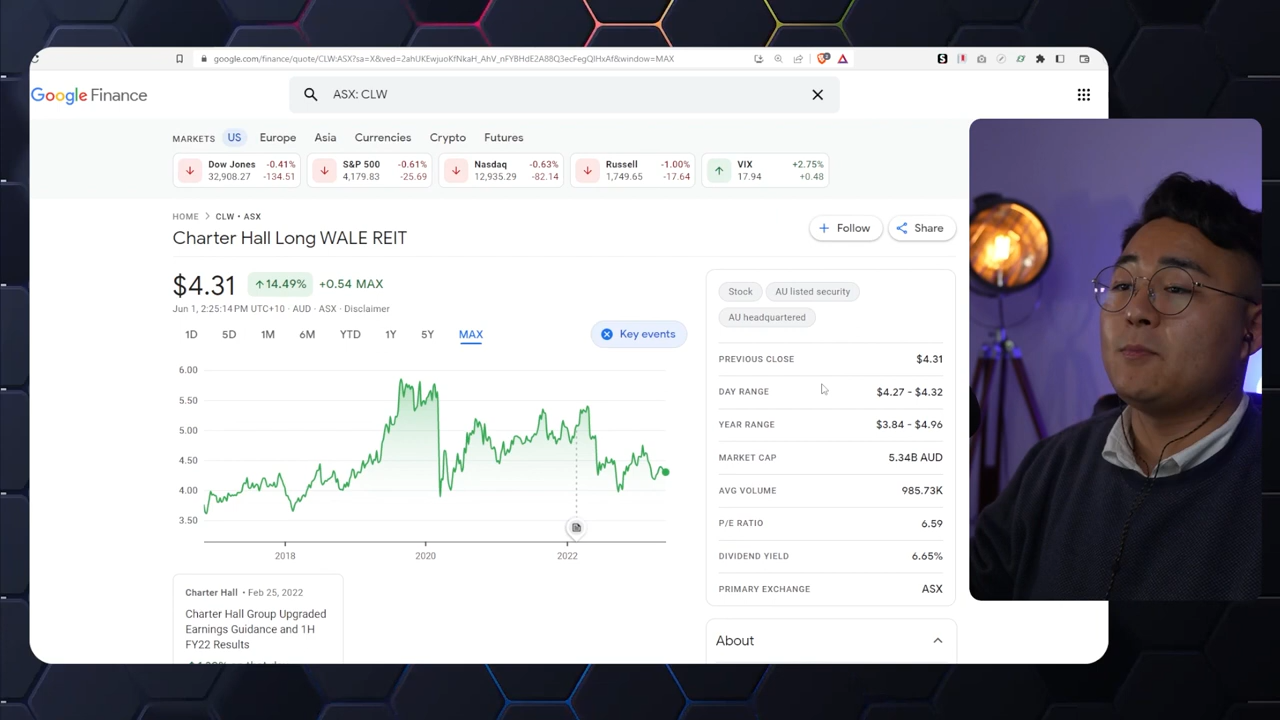 google.com/finance/quote/CLW:ASX?sa=X&ved=2ahUKEwjuoKfNkaH_AhV_nFYBHdE2A88Q3ecFegQIHxAf&window=MAX
Google Finance
ASX: CLW
MARKETS US Europe Asia Currencies Crypto Futures
Dow Jones -0.41%
32,908.27 -134.51
S&P 500 -0.61%
4,179.83 -25.69
Nasdaq -0.63%
12,935.29 -82.14
Russell -1.00%
1,749.65 -17.64
VIX +2.75%
17.94 +0.48
HOME > CLW • ASX
Charter Hall Long WALE REIT
+ Follow
Share
$4.31 ↑ 14.49% +0.54 MAX
Jun 1, 2:25:14 PM UTC+10 · AUD · ASX · Disclaimer
1D 5D 1M 6M YTD 1Y 5Y MAX
Key events
6.00
5.50
5.00
4.50
4.00
3.50
2018 2020 2022
Charter Hall • Feb 25, 2022
Charter Hall Group Upgraded
Earnings Guidance and 1H
FY22 Results
Stock
AU listed security
AU headquartered
PREVIOUS CLOSE $4.31
DAY RANGE $4.27 - $4.32
YEAR RANGE $3.84 - $4.96
MARKET CAP 5.34B AUD
AVG VOLUME 985.73K
P/E RATIO 6.59
DIVIDEND YIELD 6.65%
PRIMARY EXCHANGE ASX
About